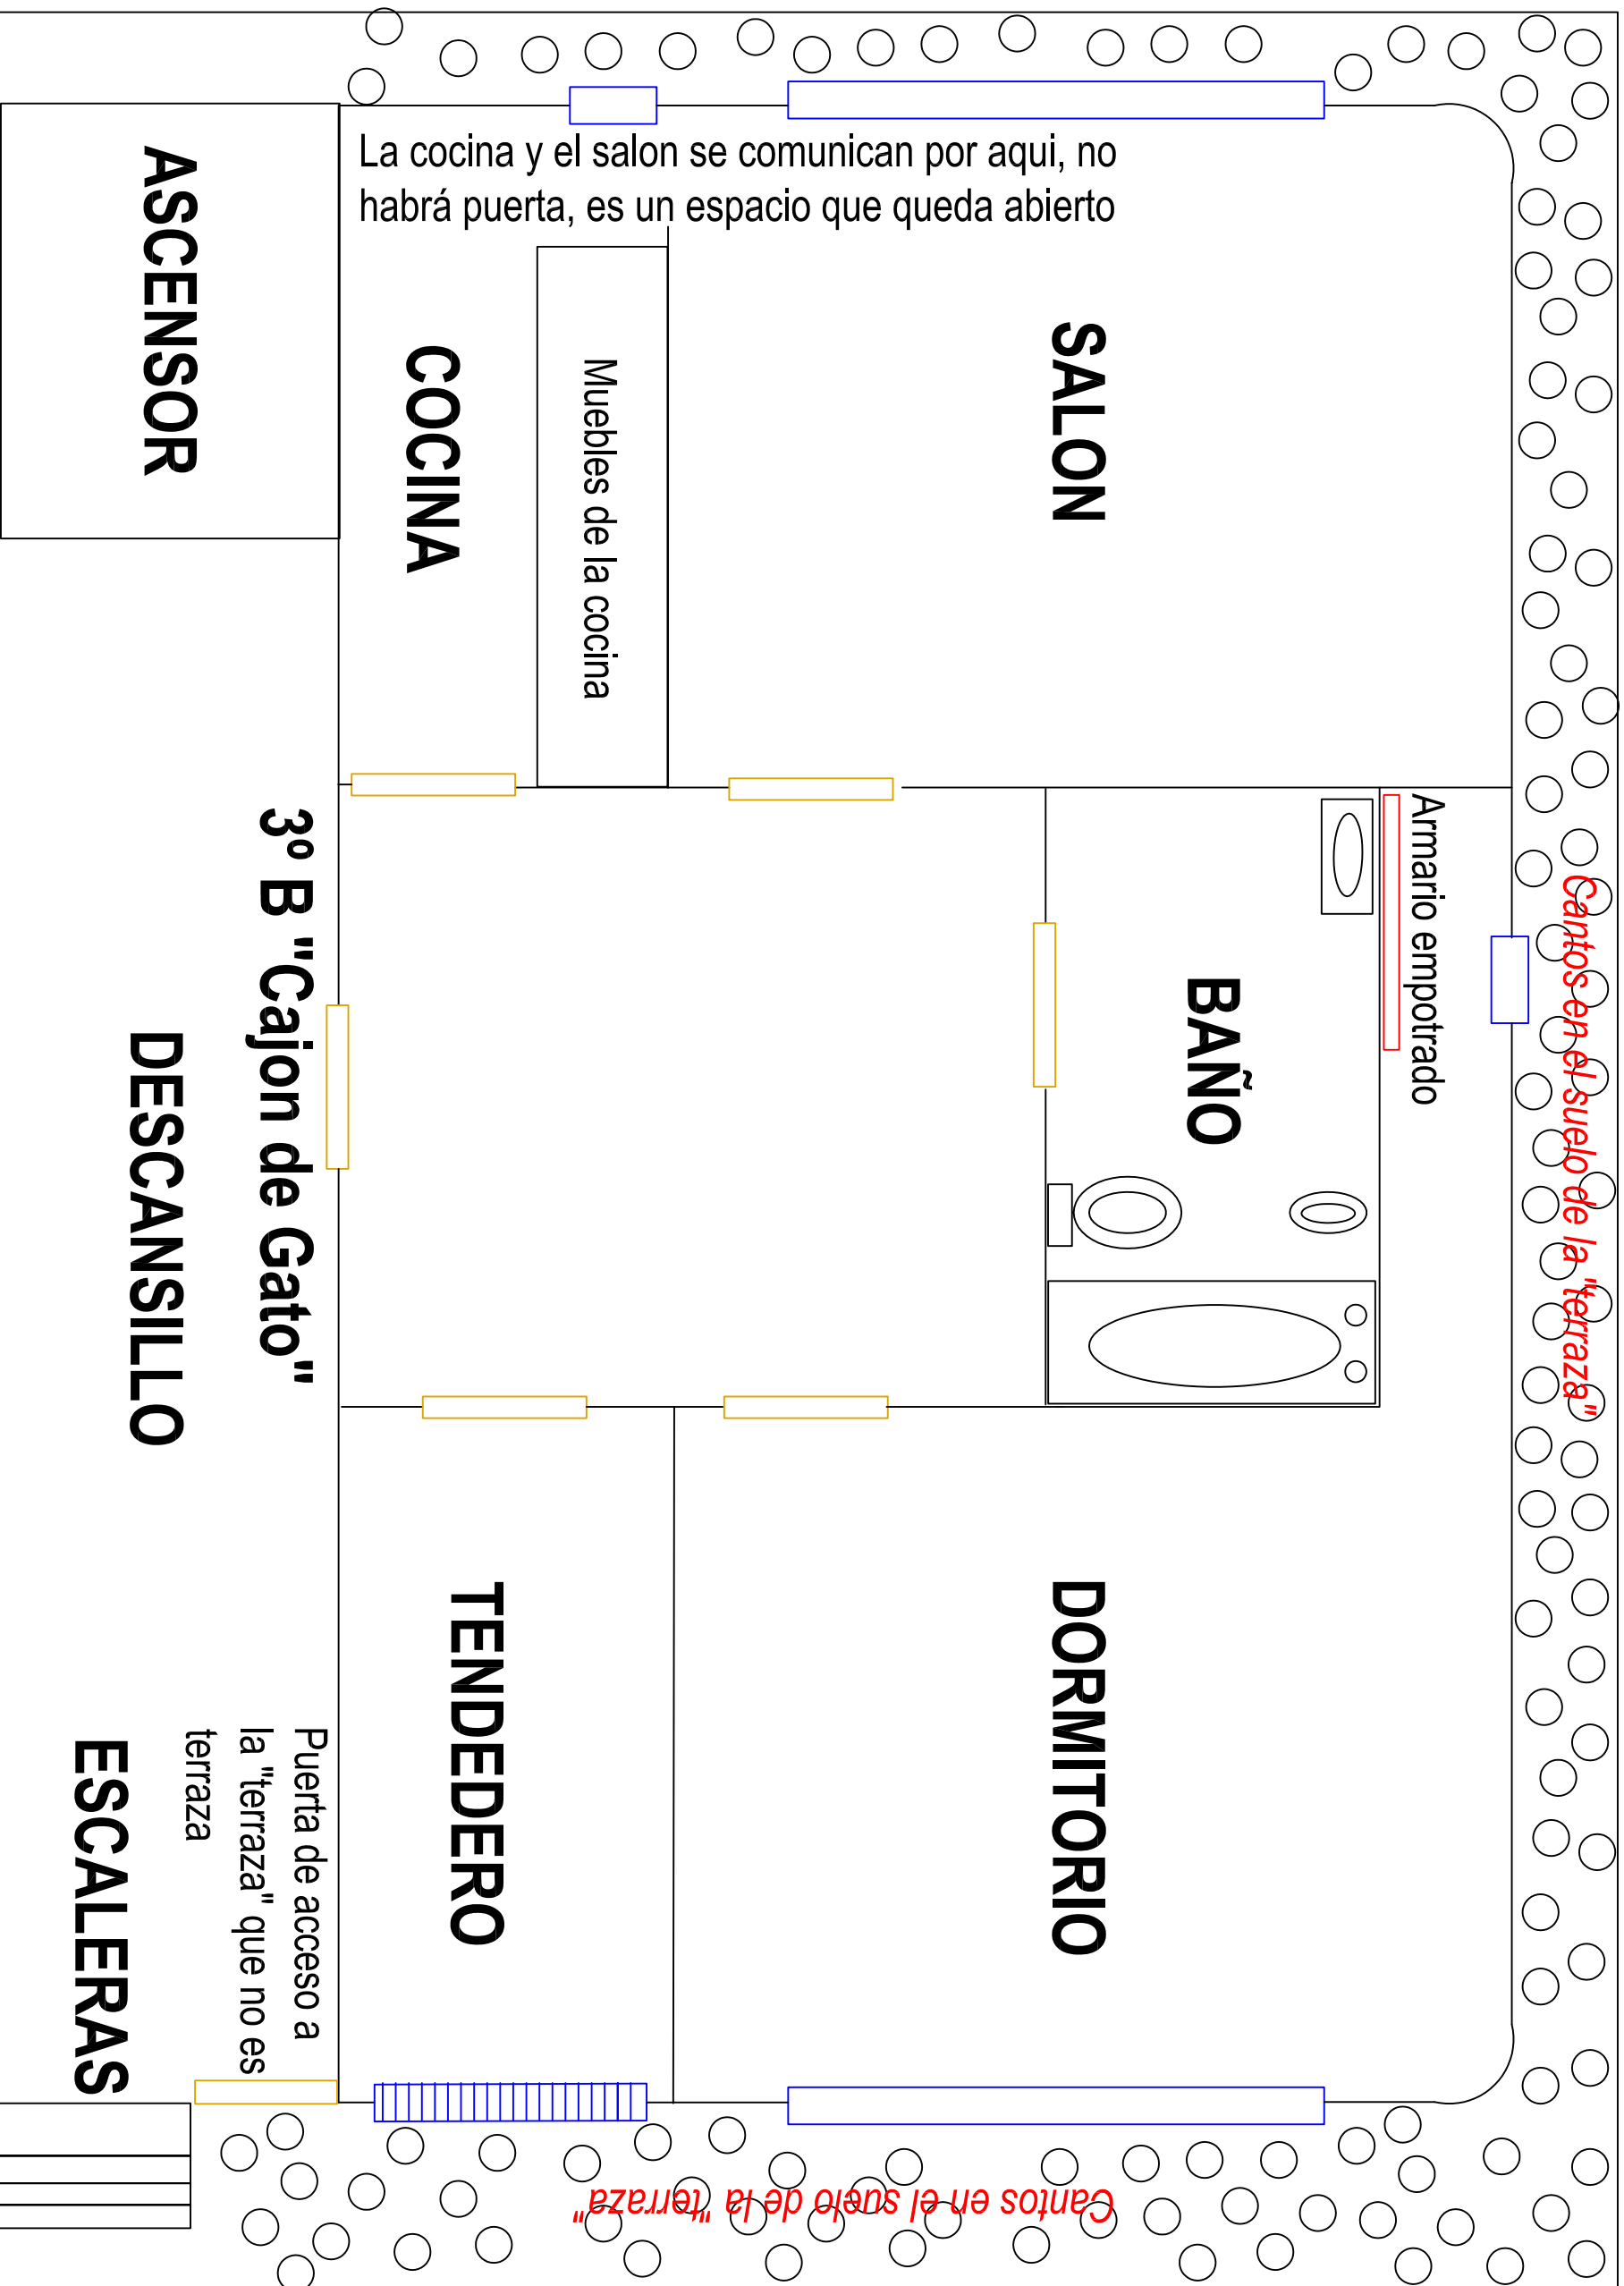 La cocina y el salon se comunican por aqui, no
habrá puerta, es un espacio que queda abierto
ASCENSOR
COCINA
Muebles de la cocina
SALON
3º B "Cajon de Gato"
DESCANSILLO
BAÑO
Armario empotrado
Cantos en el suelo de la "terraza"
TENDEDERO
DORMITORIO
Puerta de acceso a
la "terraza" que no es
terraza
ESCALERAS
Cantos en el suelo de la "terraza"